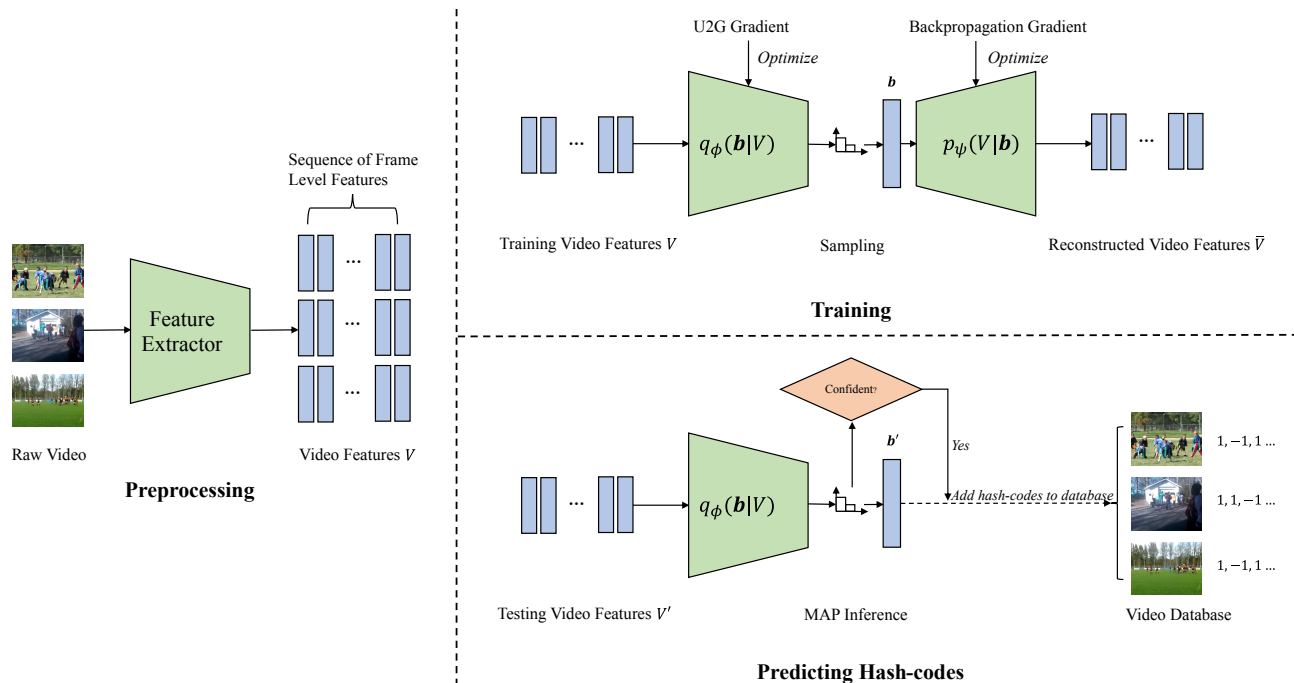 Sequence of Frame
Level Features
...
...
...
Feature
Extractor
Raw Video
Video Features V
Preprocessing
U2G Gradient
Backpropagation Gradient
Optimize
Optimize
b
...
qϕ(b|V)
pψ(V|b)
...
Training Video Features V
Sampling
Reconstructed Video Features V̅
Training
Confident?
b′
Yes
...
qϕ(b|V)
Add hash-codes to database
1, −1, 1 ...
1, 1, −1 ...
1, −1, 1 ...
Testing Video Features V′
MAP Inference
Video Database
Predicting Hash-codes